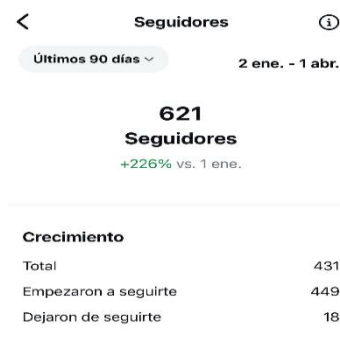 Seguidores
Últimos 90 días
2 ene. - 1 abr.
621
Seguidores
+226% vs. 1 ene.
Crecimiento
Total 431
Empezaron a seguirte 449
Dejaron de seguirte 18